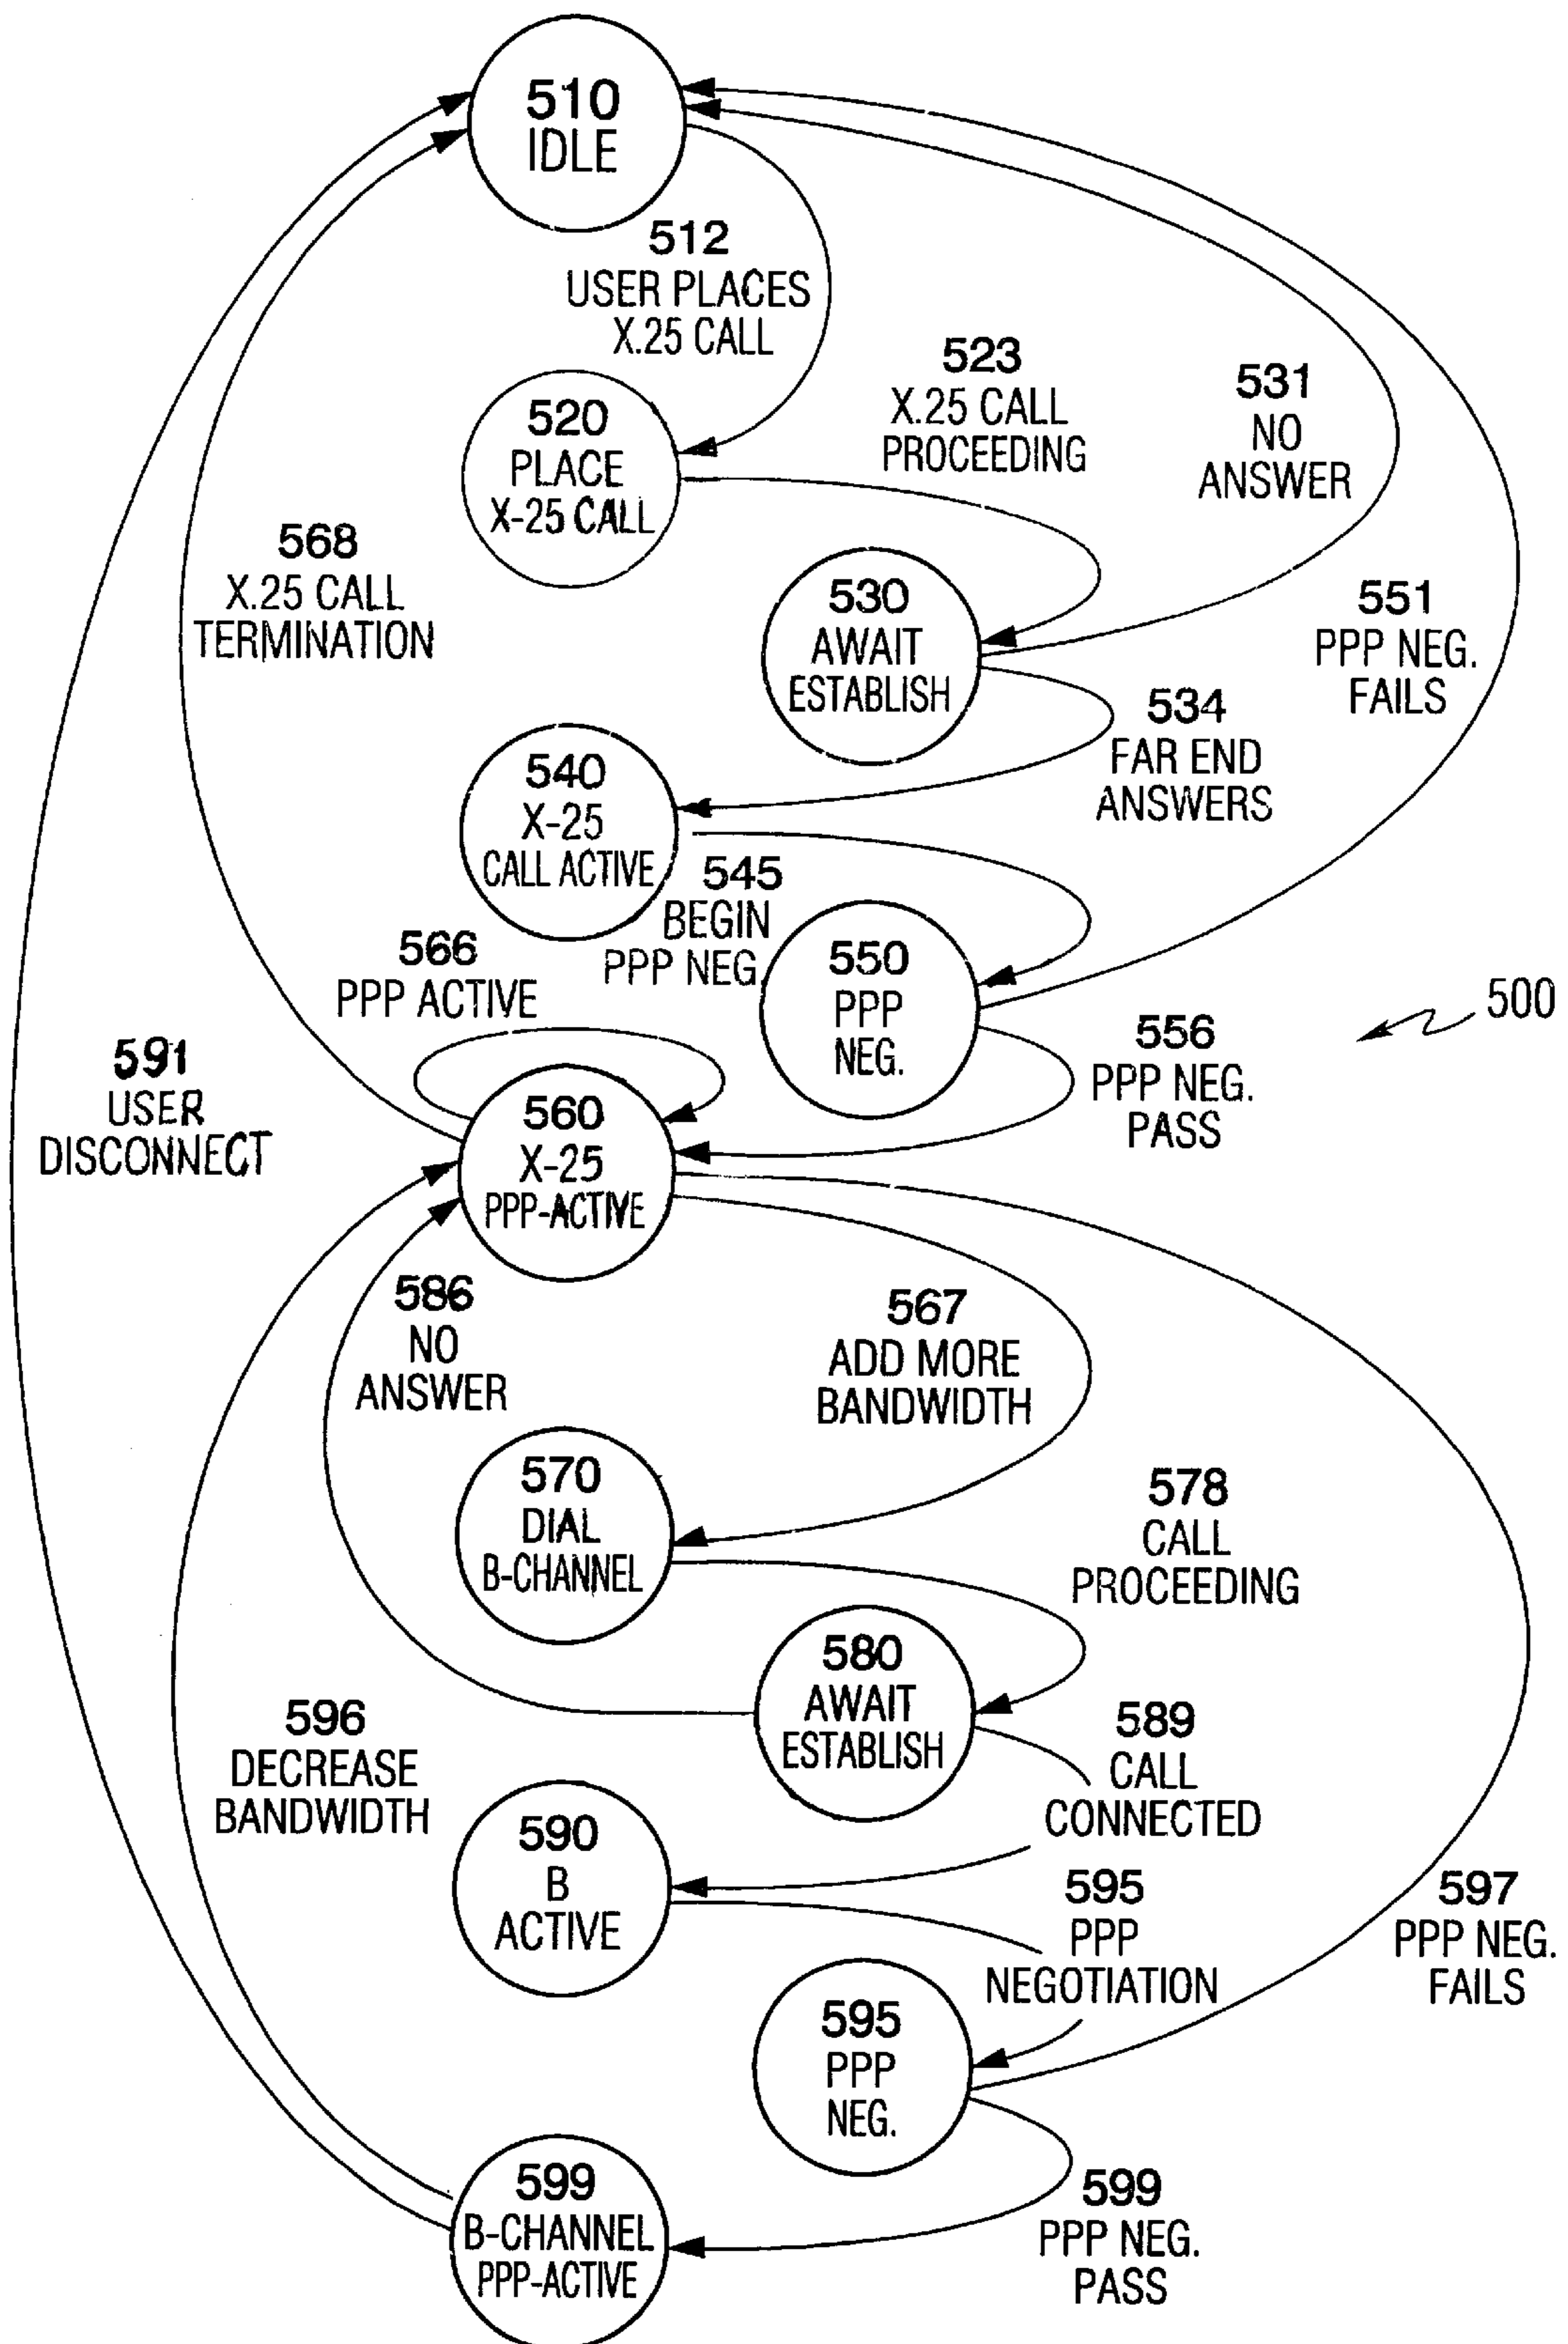 510
IDLE
512
USER PLACES
X.25 CALL
523
X.25 CALL
PROCEEDING
531
NO
ANSWER
520
PLACE
X-25 CALL
568
X.25 CALL
TERMINATION
530
AWAIT
ESTABLISH
551
PPP NEG.
FAILS
534
FAR END
ANSWERS
540
X-25
CALL ACTIVE
545
BEGIN
PPP NEG.
566
PPP ACTIVE
550
PPP
NEG.
500
556
PPP NEG.
PASS
591
USER
DISCONNECT
560
X-25
PPP-ACTIVE
586
NO
ANSWER
567
ADD MORE
BANDWIDTH
570
DIAL
B-CHANNEL
578
CALL
PROCEEDING
580
AWAIT
ESTABLISH
596
DECREASE
BANDWIDTH
589
CALL
CONNECTED
590
B
ACTIVE
595
PPP
NEGOTIATION
597
PPP NEG.
FAILS
595
PPP
NEG.
599
B-CHANNEL
PPP-ACTIVE
599
PPP NEG.
PASS